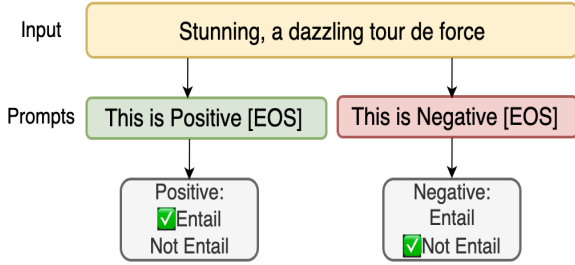 Input
Stunning, a dazzling tour de force
Prompts
This is Positive [EOS]
This is Negative [EOS]
Positive:
✅Entail
Not Entail
Negative:
Entail
✅Not Entail